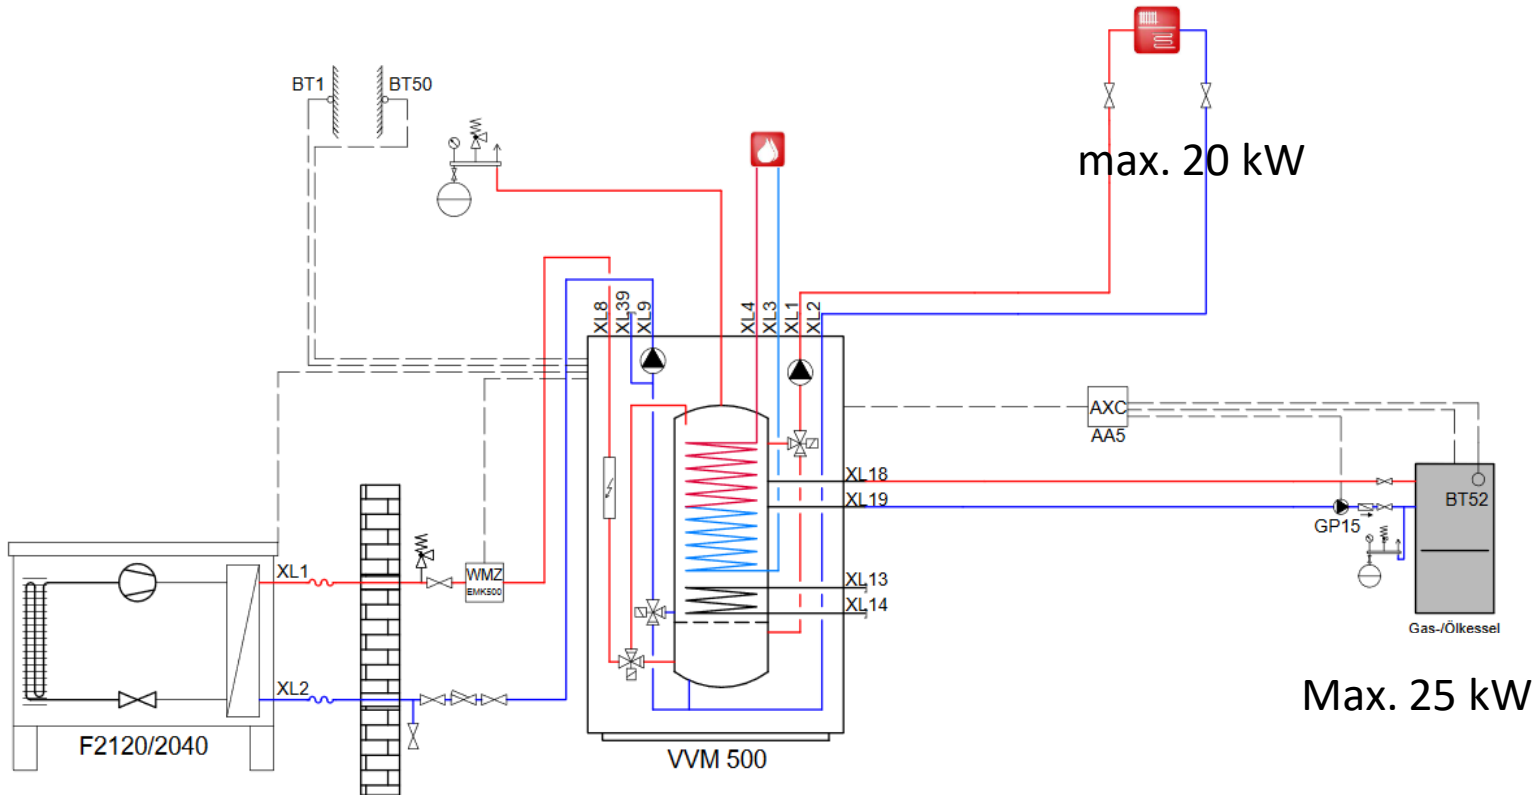 BT1
BT50
max. 20 kW
XL8
XL39
XL9
XL4
XL3
XL1
XL2
AXC
AA5
XL18
XL19
BT52
GP15
XL1
WMZ
EMK500
XL13
XL14
Gas-/Ölkessel
XL2
Max. 25 kW
F2120/2040
VVM 500